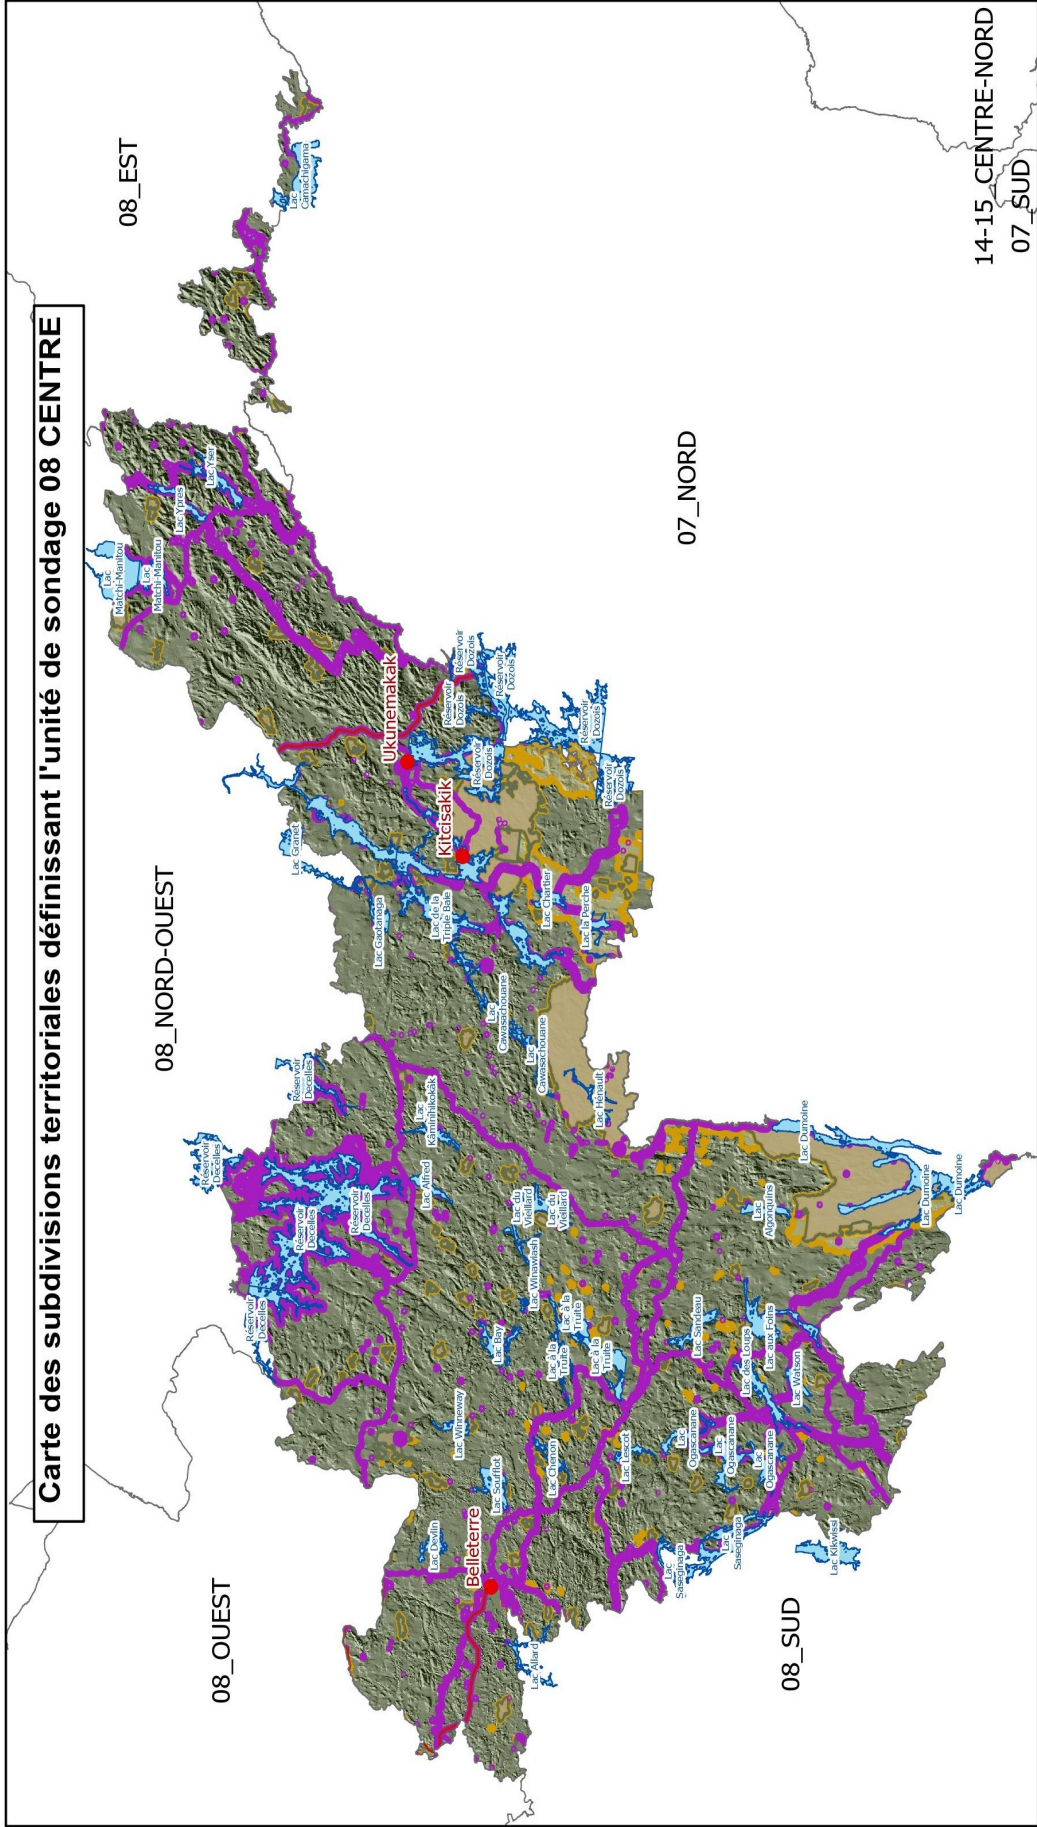 Carte des subdivisions territoriales définissant l'unité de sondage 08 CENTRE
08_EST
08_NORD-OUEST
08_OUEST
08_SUD
07_NORD
14-15_CENTRE-NORD
07_SUD
Lac
Camachigama
Lac
Matchi-Manitou
Lac
Matchi-Manitou
Lac Ypres
Lac Yser
Ukunemakak
Réservoir
Dozois
Réservoir
Dozois
Réservoir
Dozois
Réservoir
Dozois
Réservoir
Dozois
Réservoir
Dozois
Kitcisakik
Lac Granet
Lac Gaotanaga
Lac de la
Triple Baie
Lac Chartier
Lac la Perche
Lac
Cawasachouane
Lac
Cawasachouane
Lac Hénault
Réservoir
Decelles
Réservoir
Decelles
Réservoir
Decelles
Réservoir
Decelles
Réservoir
Decelles
Lac
Kâminihikokâk
Lac Alfred
Lac du
Vieillard
Lac du
Vieillard
Lac Winawiash
Lac à la
Truite
Lac à la
Truite
Lac à la
Truite
Lac Bay
Lac Winneway
Lac Soufflot
Lac Chenon
Lac Devlin
Belleterre
Lac Allard
Lac Lescot
Lac
Ogascanane
Lac
Ogascanane
Lac
Ogascanane
Lac Sandeau
Lac des Loups
Lac aux Foins
Lac Watson
Lac
Algonquins
Lac Dumoine
Lac Dumoine
Lac Dumoine
Lac
Saseginaga
Lac
Saseginaga
Lac Kikwissi